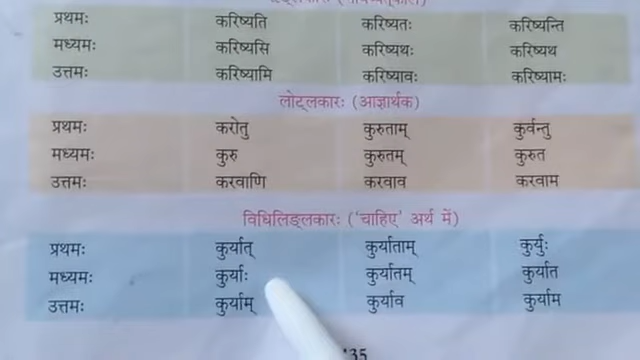 प्रथमः करिष्यति करिष्यतः करिष्यन्ति
मध्यमः करिष्यसि करिष्यथः करिष्यथ
उत्तमः करिष्यामि करिष्यावः करिष्यामः
लोट्लकारः (आज्ञार्थक)
प्रथमः करोतु कुरुताम् कुर्वन्तु
मध्यमः कुरु कुरुतम् कुरुत
उत्तमः करवाणि करवाव करवाम
विधिलिङ्लकारः ('चाहिए' अर्थ में)
प्रथमः कुर्यात् कुर्याताम् कुर्युः
मध्यमः कुर्याः कुर्यातम् कुर्यात
उत्तमः कुर्याम् कुर्याव कुर्याम